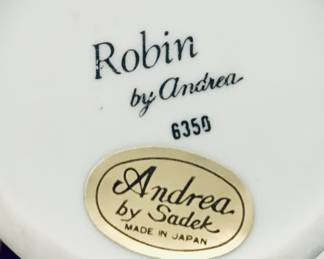 Robin
by Andrea
6350
Andrea
by Sadek
MADE IN JAPAN